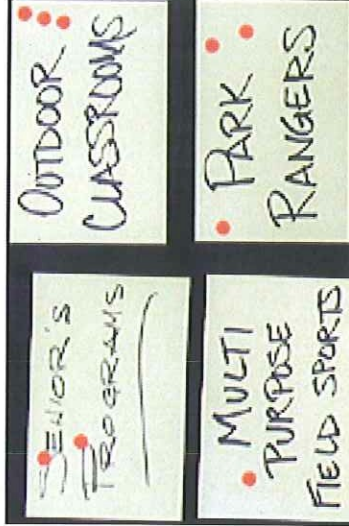 OUTDOOR
CLASSROOMS
PARK
RANGERS
SENIOR'S
PROGRAMS
MULTI
PURPOSE
FIELD SPORTS